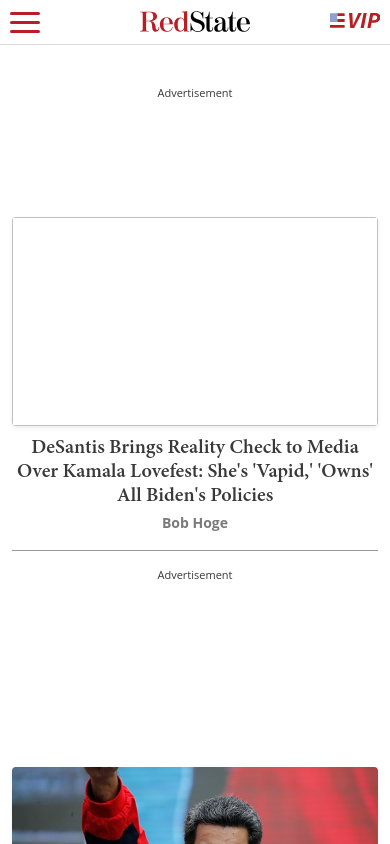 RedState
VIP
Advertisement
DeSantis Brings Reality Check to Media
Over Kamala Lovefest: She's 'Vapid,' 'Owns'
All Biden's Policies
Bob Hoge
Advertisement